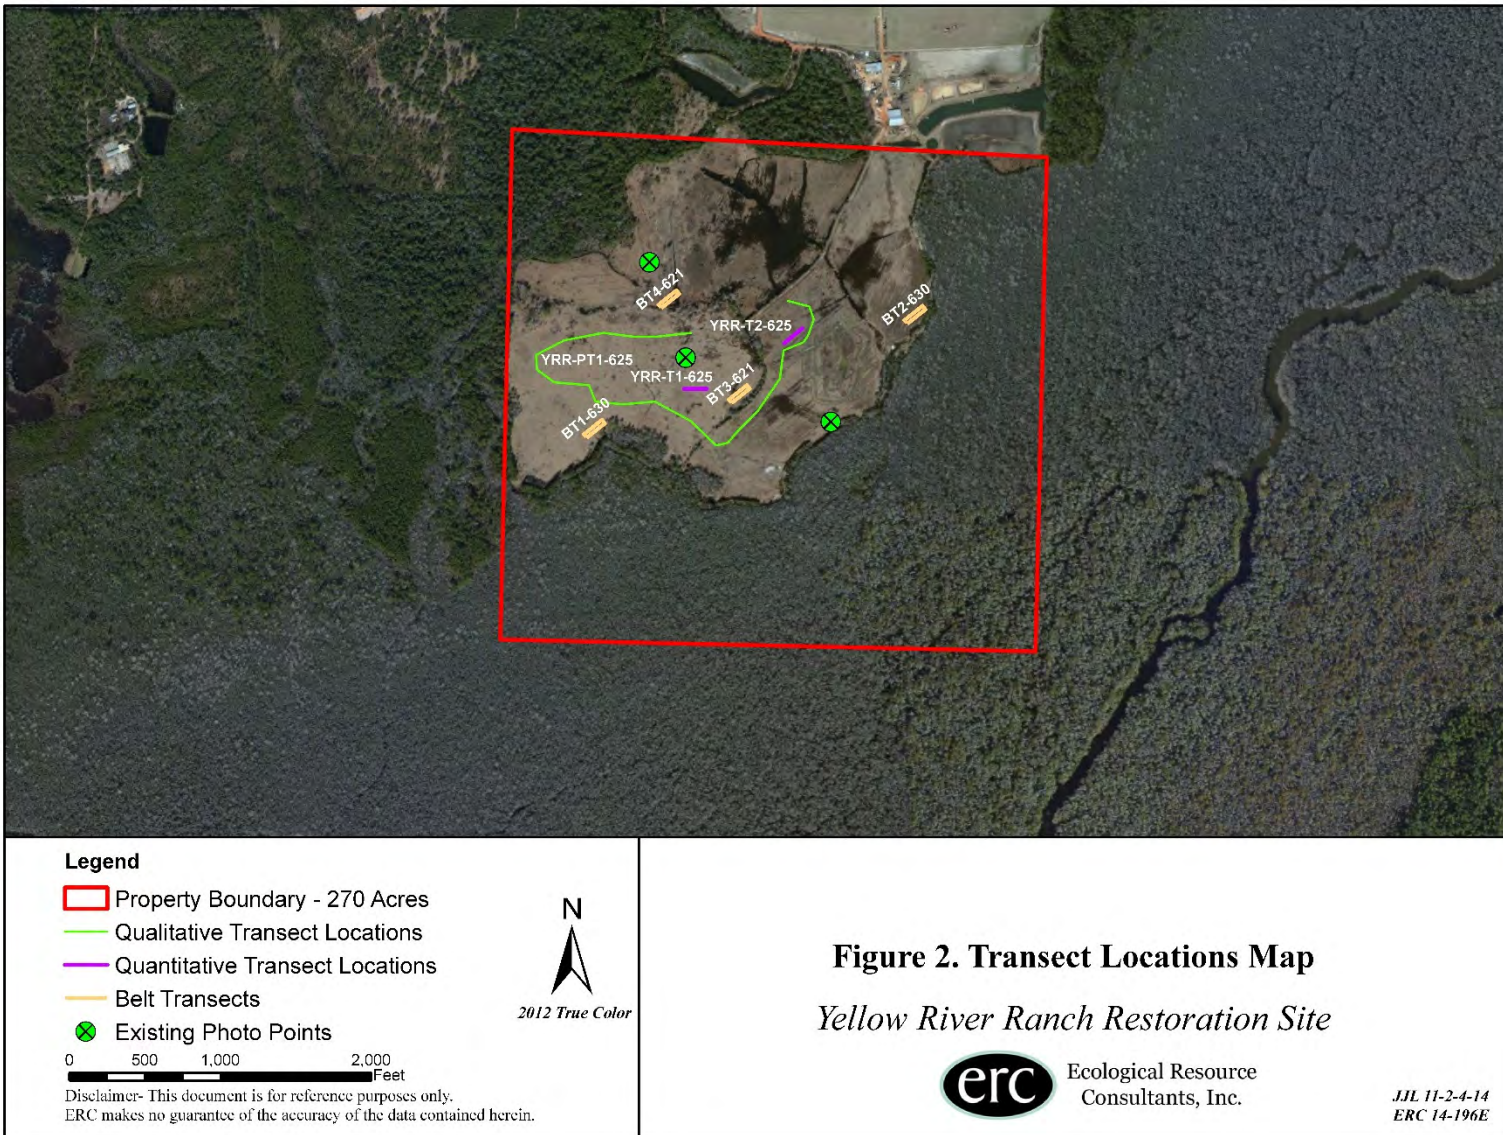 BT4-621
BT2-630
YRR-T2-625
YRR-PT1-625
YRR-T1-625
BT3-621
BT1-630
Legend
Property Boundary - 270 Acres
Qualitative Transect Locations
Quantitative Transect Locations
Belt Transects
Existing Photo Points
0 500 1,000 2,000
Feet
Disclaimer- This document is for reference purposes only.
ERC makes no guarantee of the accuracy of the data contained herein.
N
2012 True Color
Figure 2. Transect Locations Map
Yellow River Ranch Restoration Site
erc
Ecological Resource
Consultants, Inc.
JJL 11-2-4-14
ERC 14-196E